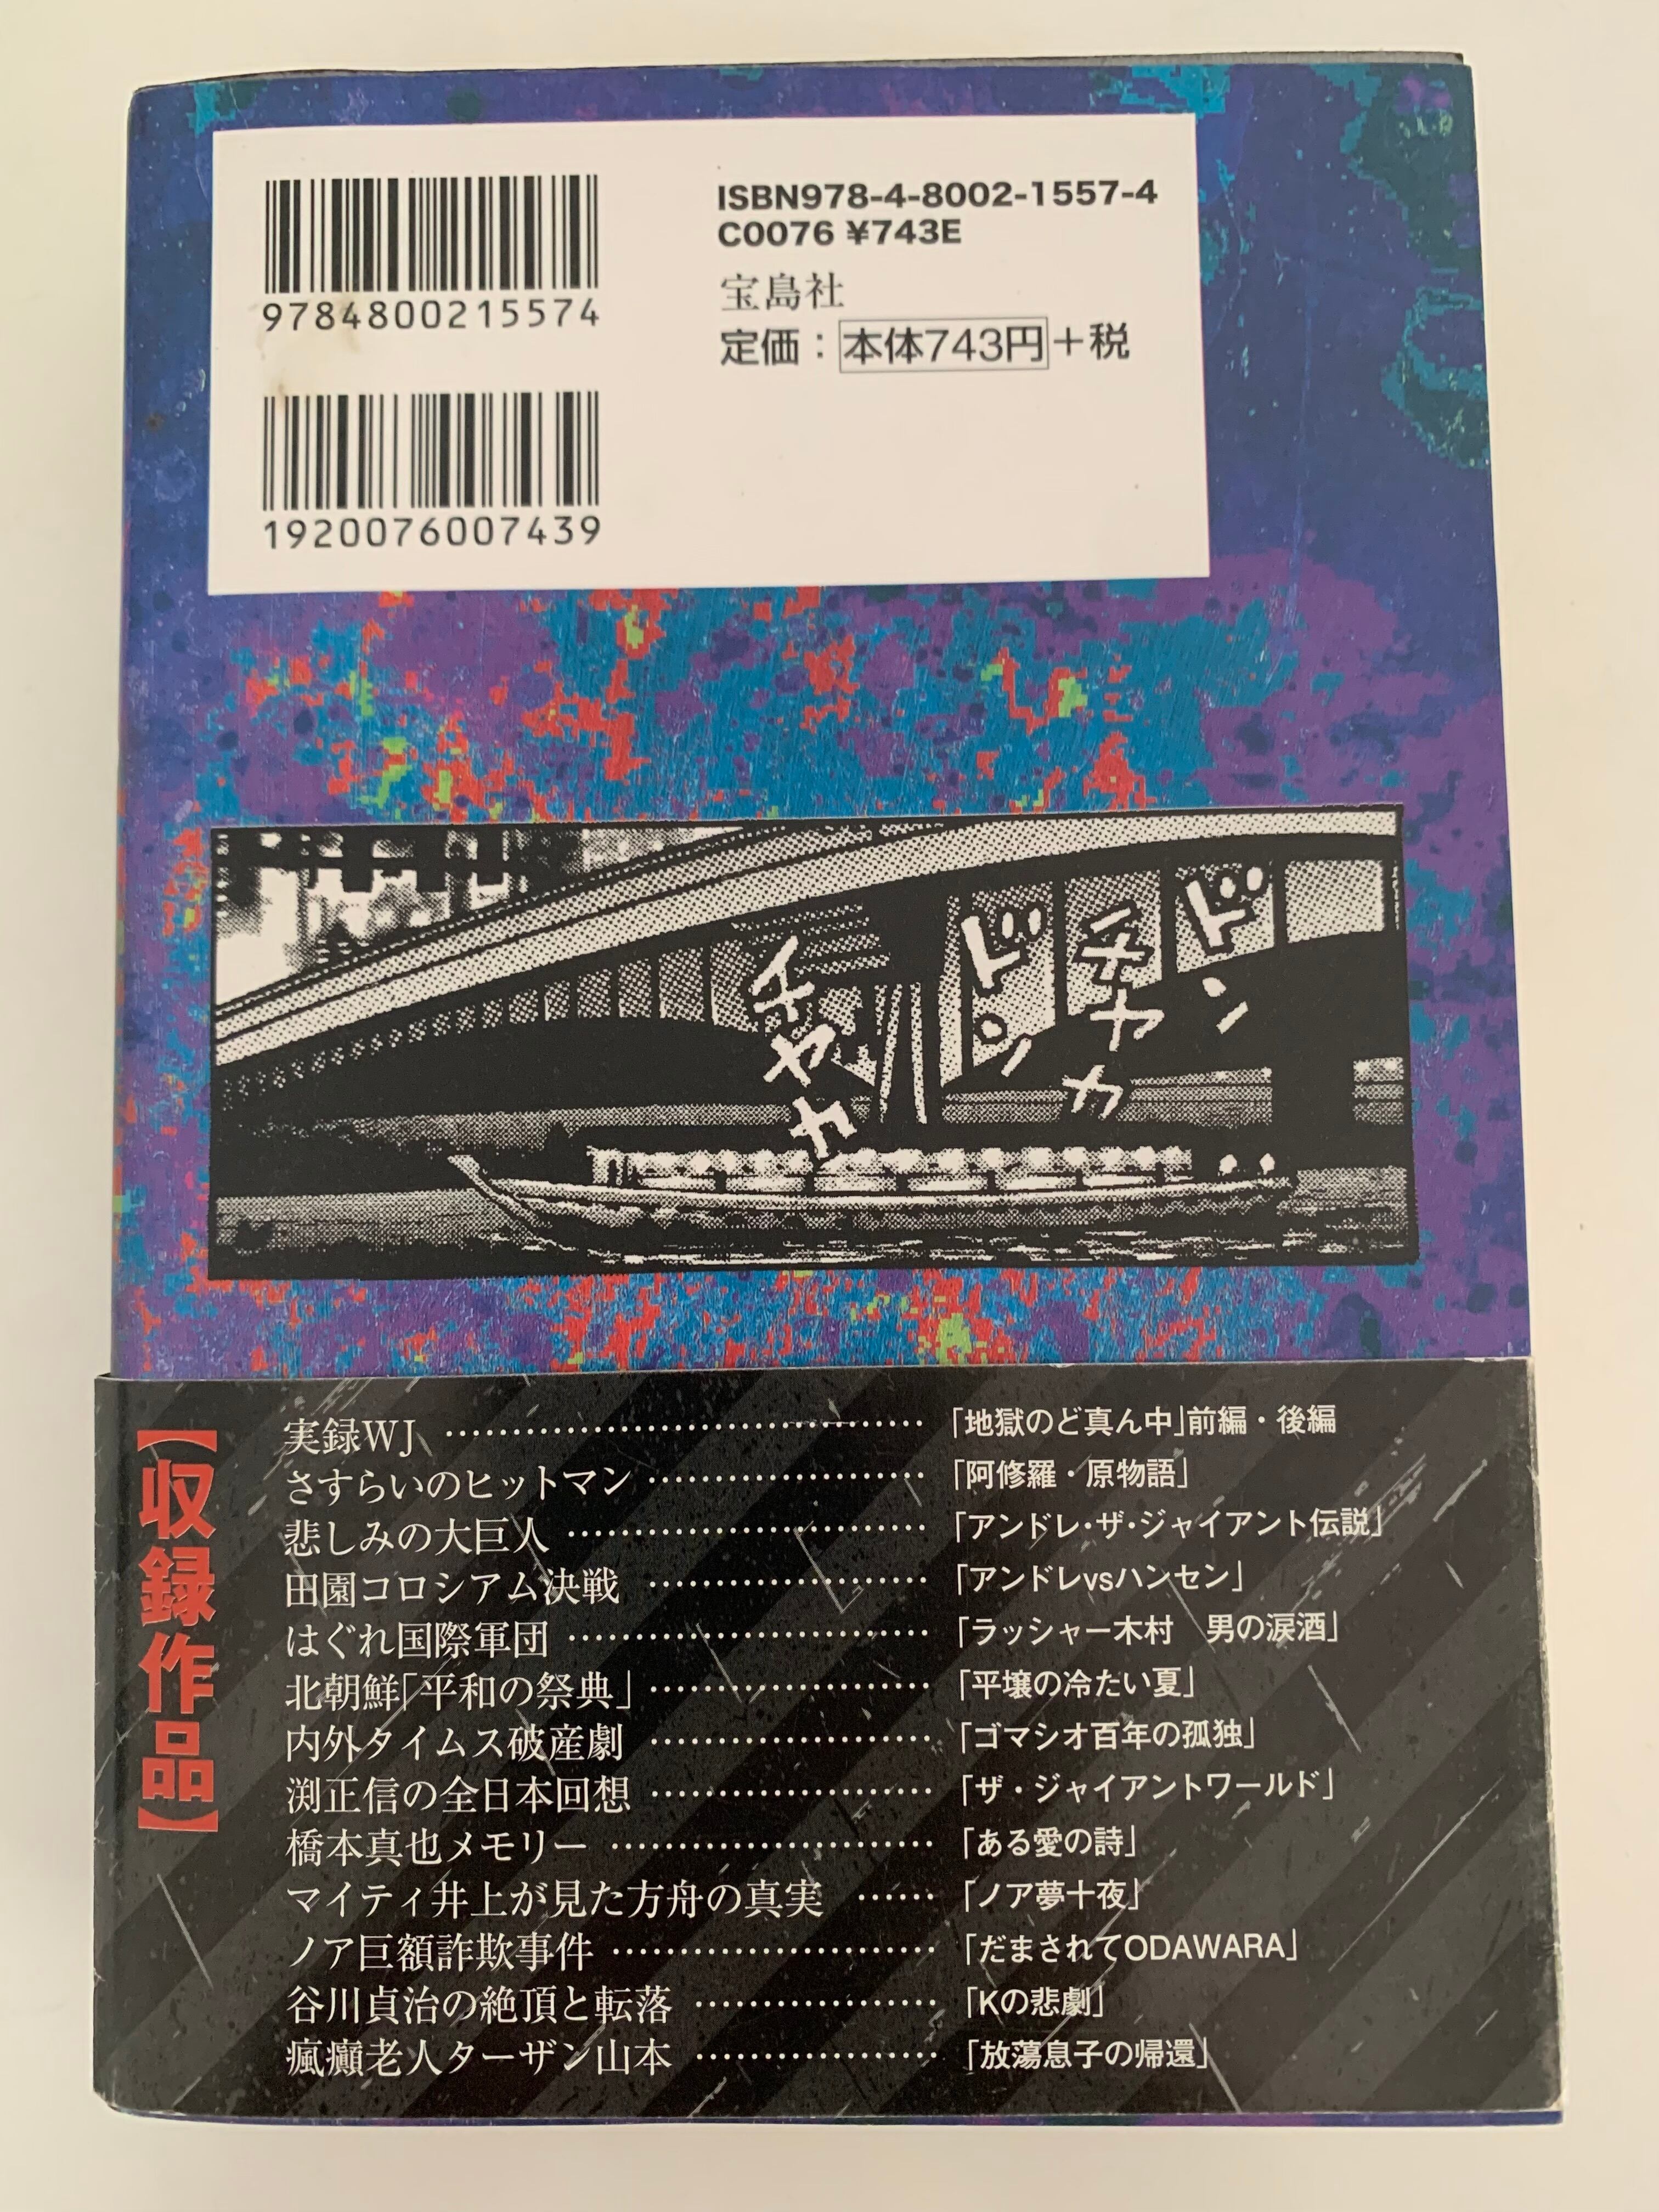 ISBN978-4-8002-1557-4
C0076 ¥743E
宝島社
定価：本体743円+税
9784800215574
1920076007439
ドン
チャカ
ドン
チャカ
【収録作品】
実録WJ ……「地獄のど真ん中」前編・後編
さすらいのヒットマン ……「阿修羅・原物語」
悲しみの大巨人 ……「アンドレ・ザ・ジャイアント伝説」
田園コロシアム決戦 ……「アンドレvsハンセン」
はぐれ国際軍団 ……「ラッシャー木村　男の涙酒」
北朝鮮「平和の祭典」……「平壌の冷たい夏」
内外タイムス破産劇 ……「ゴマシオ百年の孤独」
渕正信の全日本回想 ……「ザ・ジャイアントワールド」
橋本真也メモリー ……「ある愛の詩」
マイティ井上が見た方舟の真実 ……「ノア夢十夜」
ノア巨額詐欺事件 ……「だまされてODAWARA」
谷川貞治の絶頂と転落 ……「Kの悲劇」
瘋癲老人ターザン山本 ……「放蕩息子の帰還」